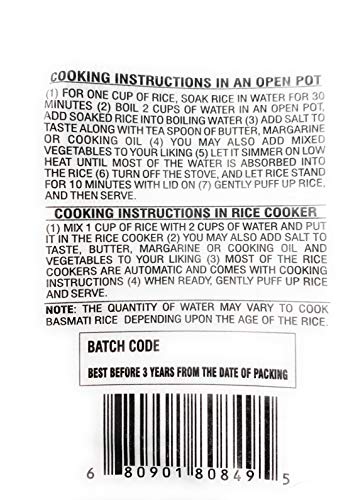 COOKING INSTRUCTIONS IN AN OPEN POT
(1) FOR ONE CUP OF RICE, SOAK RICE IN WATER FOR 30
MINUTES (2) BOIL 2 CUPS OF WATER IN AN OPEN POT,
ADD SOAKED RICE INTO BOILING WATER (3) ADD SALT TO
TASTE ALONG WITH TEA SPOON OF BUTTER, MARGARINE
OR COOKING OIL (4) YOU MAY ALSO ADD MIXED
VEGETABLES TO YOUR LIKING (5) LET IT SIMMER ON LOW
HEAT UNTIL MOST OF THE WATER IS ABSORBED INTO
THE RICE (6) TURN OFF THE STOVE, AND LET RICE STAND
FOR 10 MINUTES WITH LID ON (7) GENTLY PUFF UP RICE,
AND THEN SERVE.
COOKING INSTRUCTIONS IN RICE COOKER
(1) MIX 1 CUP OF RICE WITH 2 CUPS OF WATER AND PUT
IT IN THE RICE COOKER (2) YOU MAY ALSO ADD SALT TO
TASTE, BUTTER, MARGARINE OR COOKING OIL AND
VEGETABLES TO YOUR LIKING (3) MOST OF THE RICE
COOKERS ARE AUTOMATIC AND COMES WITH COOKING
INSTRUCTIONS (4) WHEN READY, GENTLY PUFF UP RICE
AND SERVE.
NOTE: THE QUANTITY OF WATER MAY VARY TO COOK
BASMATI RICE DEPENDING UPON THE AGE OF THE RICE.
BATCH CODE
BEST BEFORE 3 YEARS FROM THE DATE OF PACKING
6 80901 80849 5